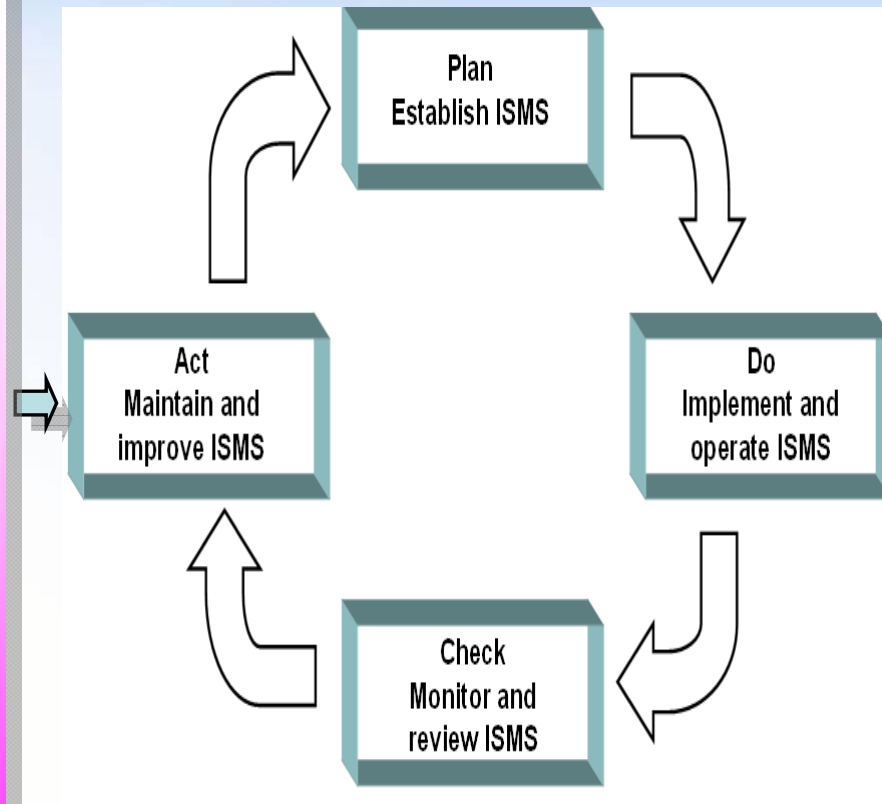 Plan
Establish ISMS
Do
Implement and
operate ISMS
Check
Monitor and
review ISMS
Act
Maintain and
improve ISMS